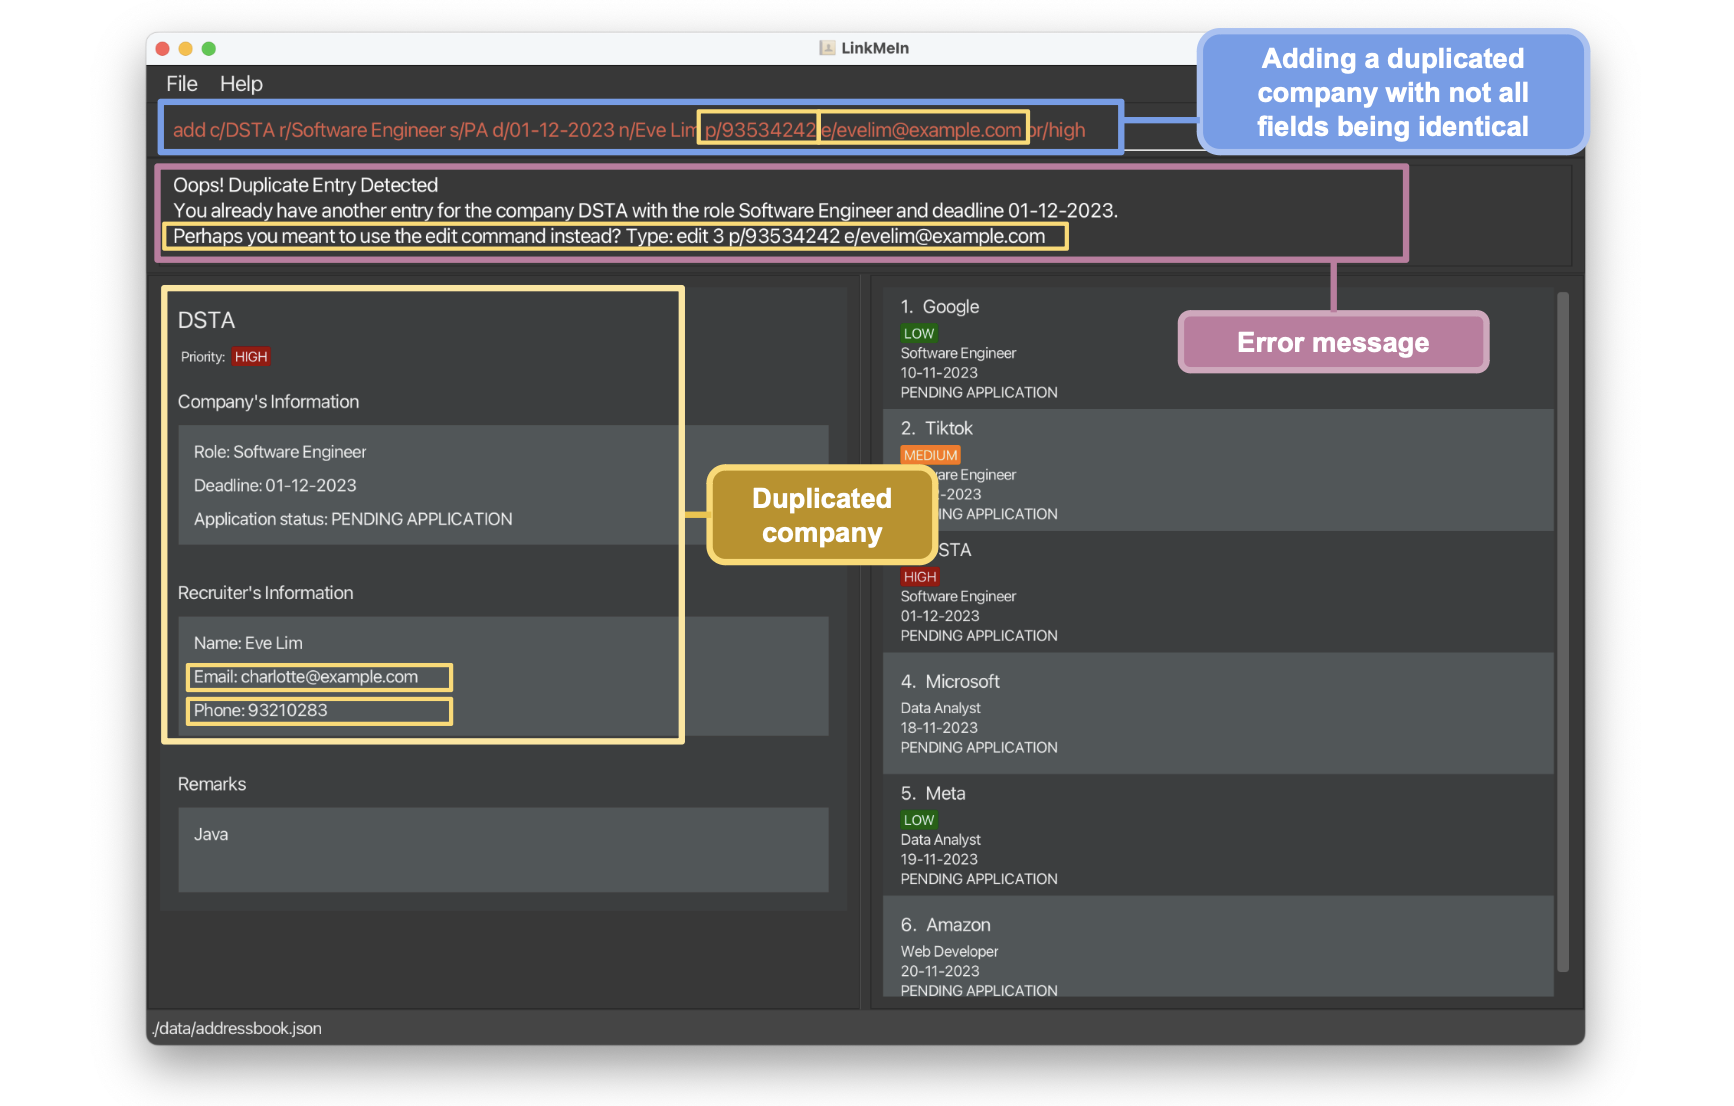 LinkMeIn
File Help
add c/DSTA r/Software Engineer s/PA d/01-12-2023 n/Eve Lim p/93534242 e/evelim@example.com pr/high
Adding a duplicated
company with not all
fields being identical
Oops! Duplicate Entry Detected
You already have another entry for the company DSTA with the role Software Engineer and deadline 01-12-2023.
Perhaps you meant to use the edit command instead? Type: edit 3 p/93534242 e/evelim@example.com
Error message
DSTA
Priority: HIGH
Company's Information
Role: Software Engineer
Deadline: 01-12-2023
Application status: PENDING APPLICATION
Recruiter's Information
Name: Eve Lim
Email: charlotte@example.com
Phone: 93210283
Remarks
Java
Duplicated
company
1. Google
LOW
Software Engineer
10-11-2023
PENDING APPLICATION
2. Tiktok
MEDIUM
Engineer
-2023
APPLICATION
STA
HIGH
Software Engineer
01-12-2023
PENDING APPLICATION
4. Microsoft
Data Analyst
18-11-2023
PENDING APPLICATION
5. Meta
LOW
Data Analyst
19-11-2023
PENDING APPLICATION
6. Amazon
Web Developer
20-11-2023
PENDING APPLICATION
./data/addressbook.json